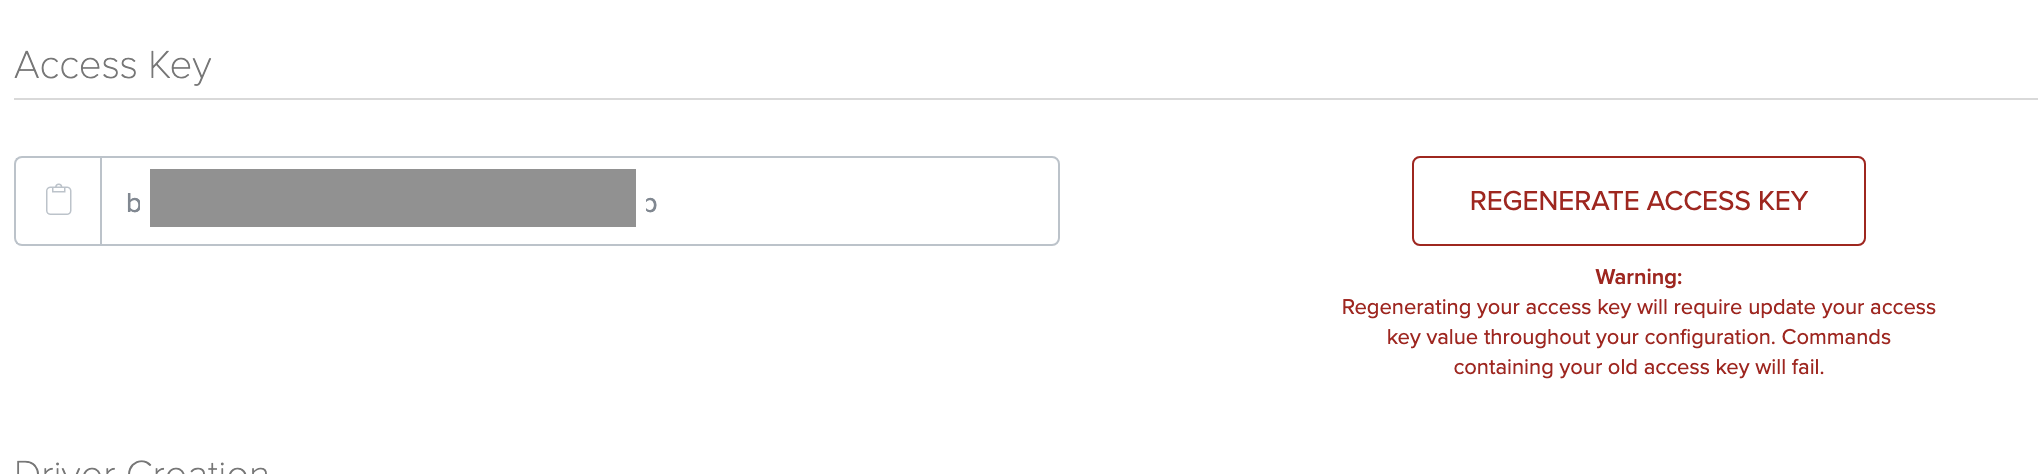 Access Key
b
REGENERATE ACCESS KEY
Warning:
Regenerating your access key will require update your access
key value throughout your configuration. Commands
containing your old access key will fail.
Driver Creation